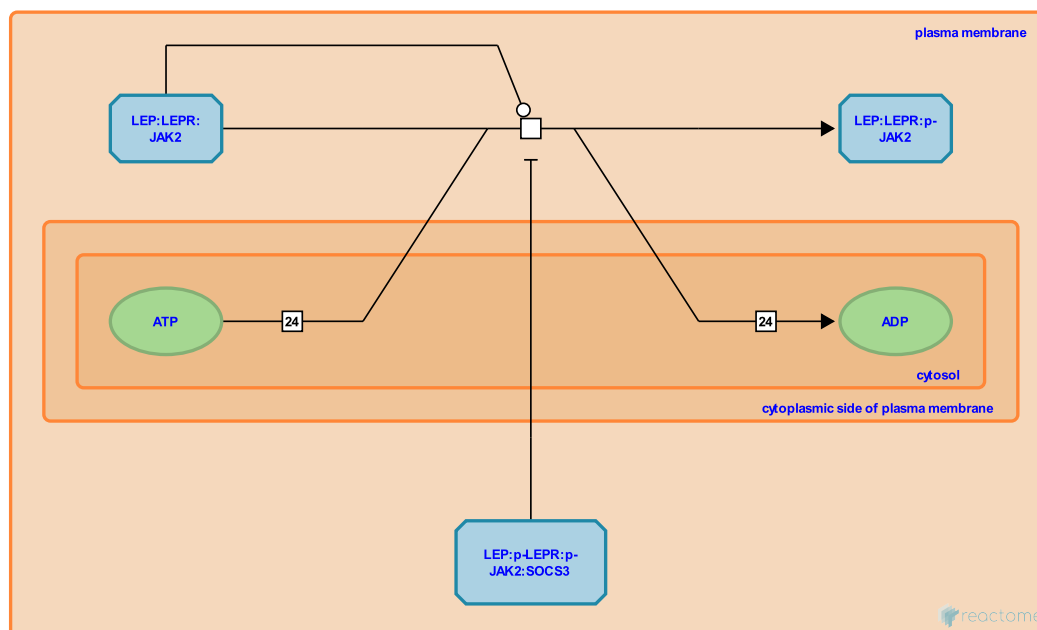 plasma membrane
LEP:LEPR:
JAK2
LEP:LEPR:p-
JAK2
ATP
24
24
ADP
cytosol
cytoplasmic side of plasma membrane
LEP:p-LEPR:p-
JAK2:SOCS3
reactome